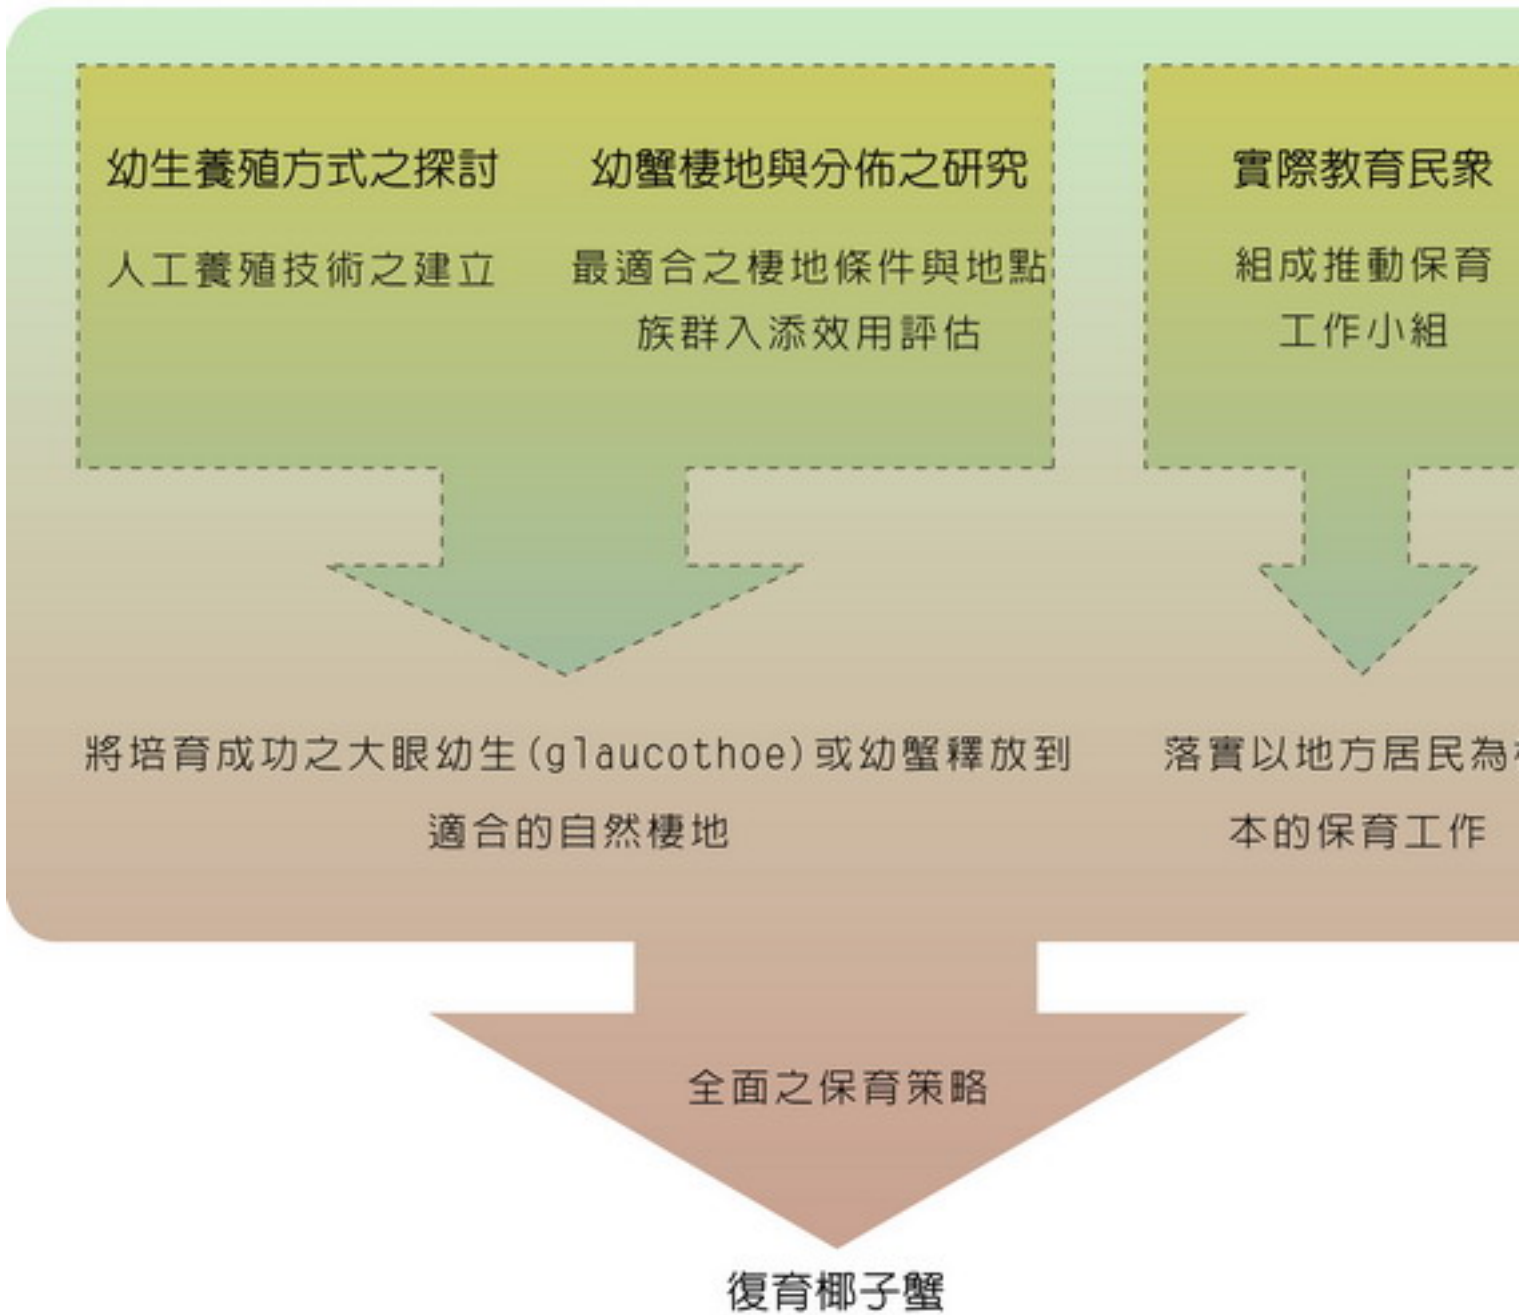 幼生養殖方式之探討
人工養殖技術之建立
幼蟹棲地與分佈之研究
最適合之棲地條件與地點
族群入添效用評估
實際教育民眾
組成推動保育
工作小組
將培育成功之大眼幼生(glaucothoe)或幼蟹釋放到
適合的自然棲地
落實以地方居民為
本的保育工作
全面之保育策略
復育椰子蟹